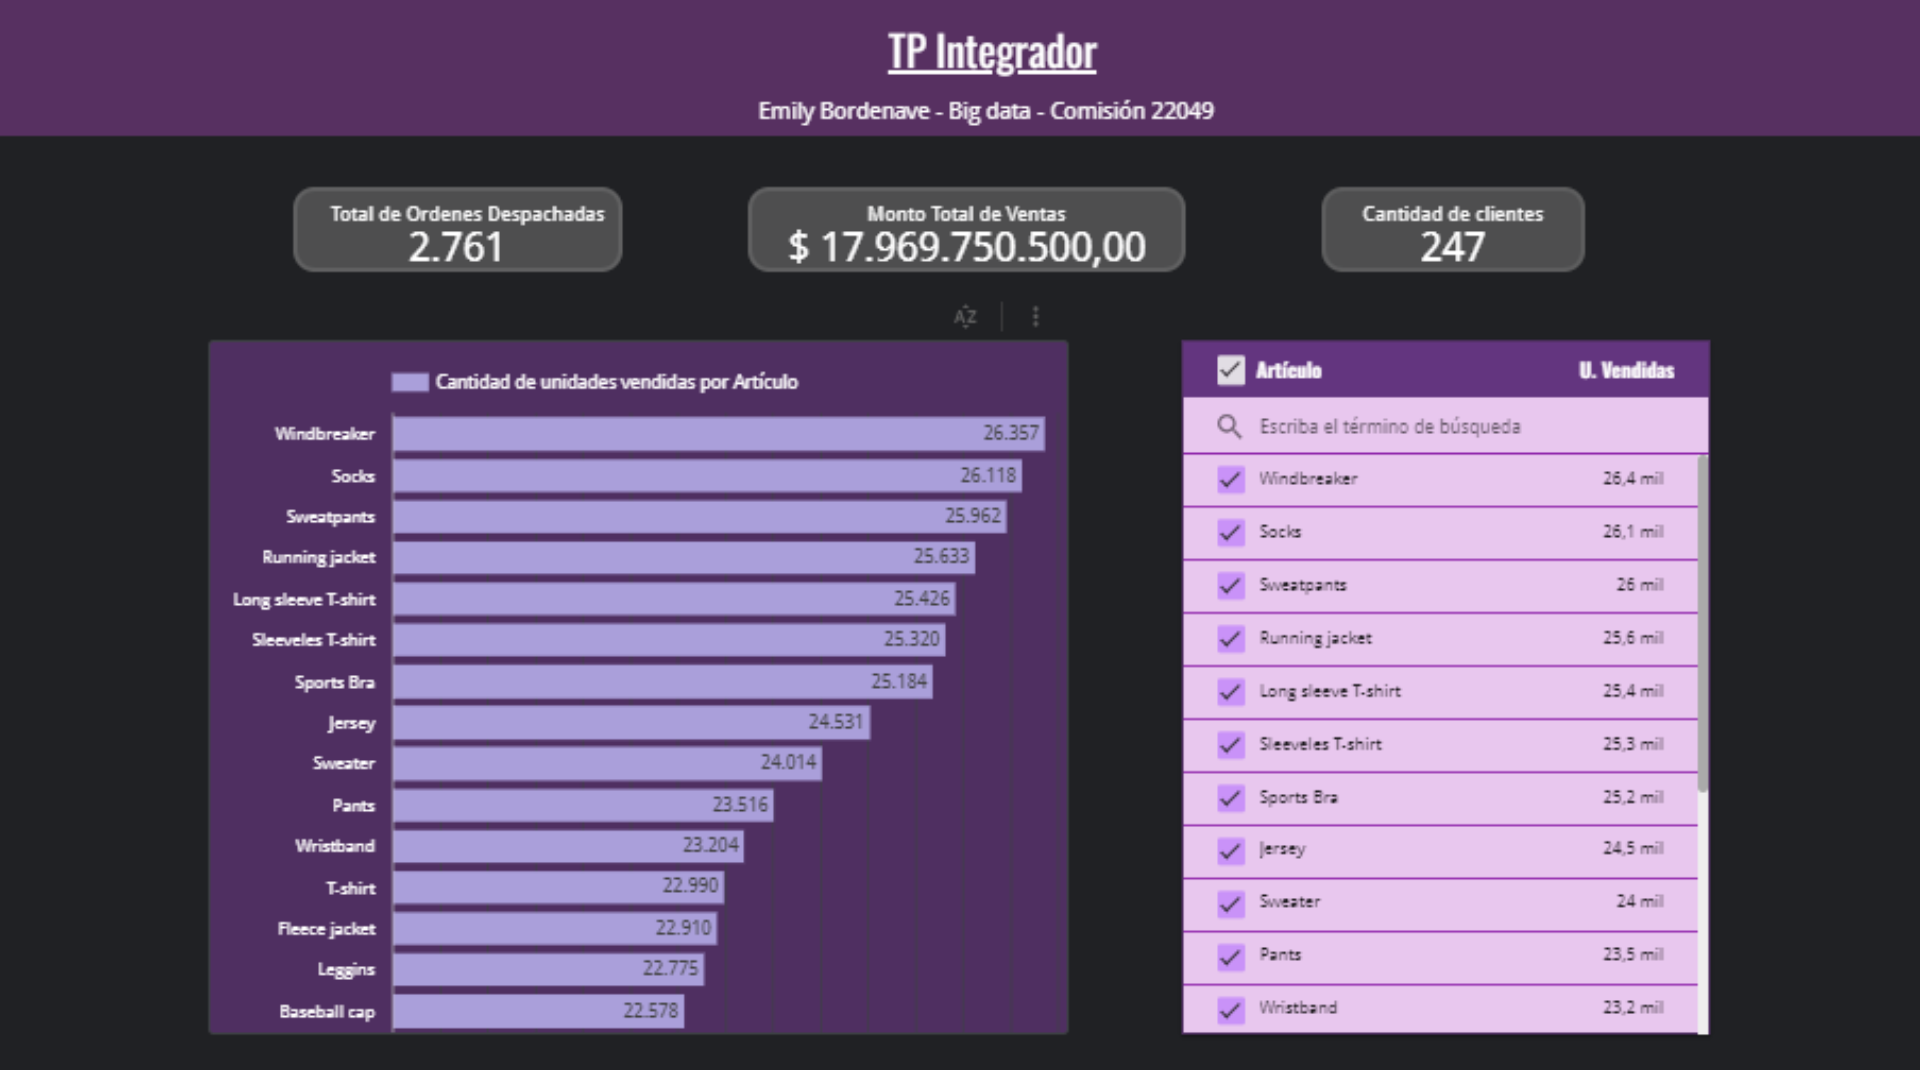 TP Integrador
Emily Bordenave - Big data - Comisión 22049
Total de Ordenes Despachadas
2.761
Monto Total de Ventas
$ 17.969.750.500,00
Cantidad de clientes
247
AZ
Cantidad de unidades vendidas por Artículo
Windbreaker 26.357
Socks 26.118
Sweatpants 25.962
Running jacket 25.633
Long sleeve T-shirt 25.426
Sleeveles T-shirt 25.320
Sports Bra 25.184
Jersey 24.531
Sweater 24.014
Pants 23.516
Wristband 23.204
T-shirt 22.990
Fleece jacket 22.910
Leggins 22.775
Baseball cap 22.578
Artículo U. Vendidas
Escriba el término de búsqueda
Windbreaker 26,4 mil
Socks 26,1 mil
Sweatpants 26 mil
Running jacket 25,6 mil
Long sleeve T-shirt 25,4 mil
Sleeveles T-shirt 25,3 mil
Sports Bra 25,2 mil
Jersey 24,5 mil
Sweater 24 mil
Pants 23,5 mil
Wristband 23,2 mil